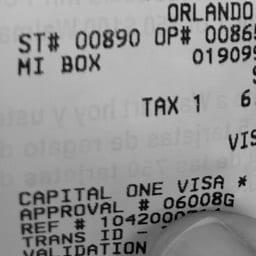 ORLANDO
ST# 00890 OP# 0086
MI BOX 01909
TAX 1 6
VIS
CAPITAL ONE VISA *
APPROVAL # 06008G
REF # 1042000
TRANS ID -
VALIDATION